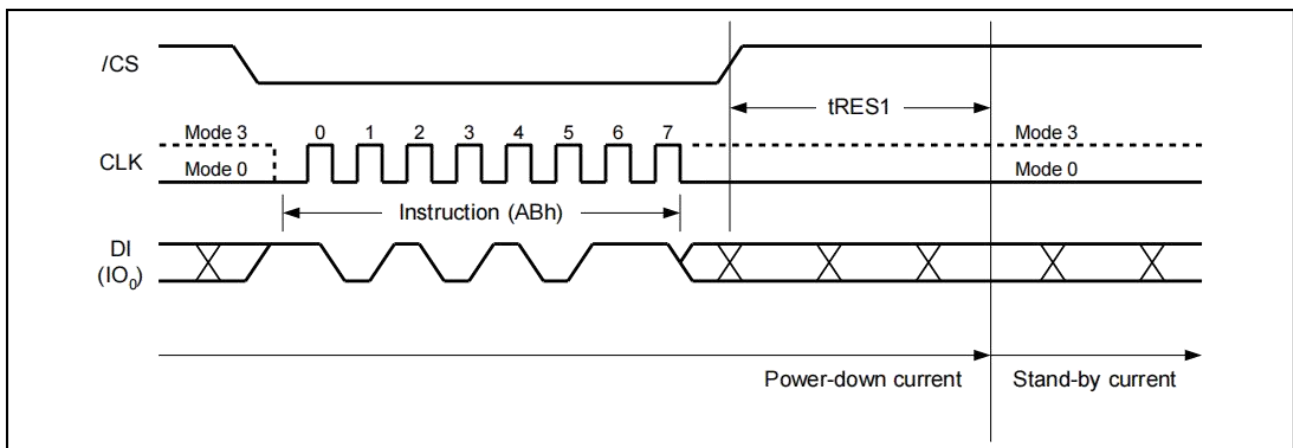 /CS
tRES1
Mode 3 0 1 2 3 4 5 6 7 Mode 3
CLK
Mode 0 Mode 0
Instruction (ABh)
DI
(IO₀)
Power-down current Stand-by current